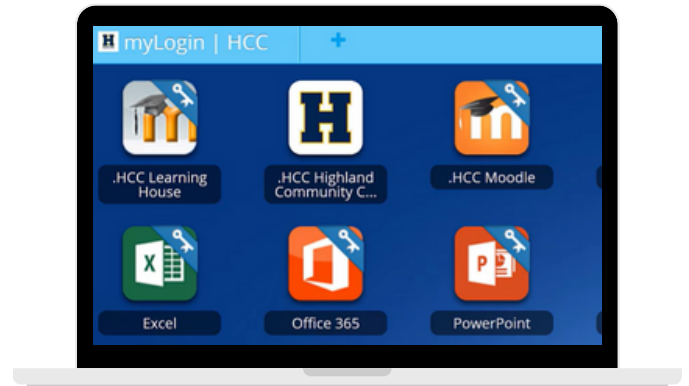 H myLogin | HCC +
m H m
.HCC Learning House
.HCC Highland Community C...
.HCC Moodle
X P
Excel Office 365 PowerPoint